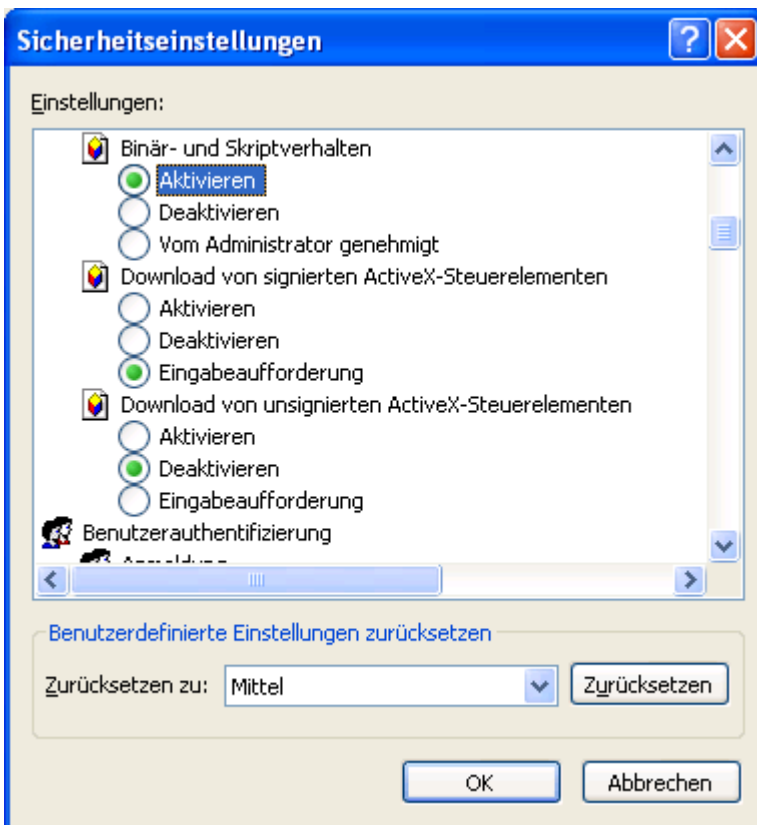 Sicherheitseinstellungen
Einstellungen:
Binär- und Skriptverhalten
Aktivieren
Deaktivieren
Vom Administrator genehmigt
Download von signierten ActiveX-Steuerelementen
Aktivieren
Deaktivieren
Eingabeaufforderung
Download von unsignierten ActiveX-Steuerelementen
Aktivieren
Deaktivieren
Eingabeaufforderung
Benutzerauthentifizierung
Benutzerdefinierte Einstellungen zurücksetzen
Zurücksetzen zu: Mittel Zurücksetzen
OK Abbrechen